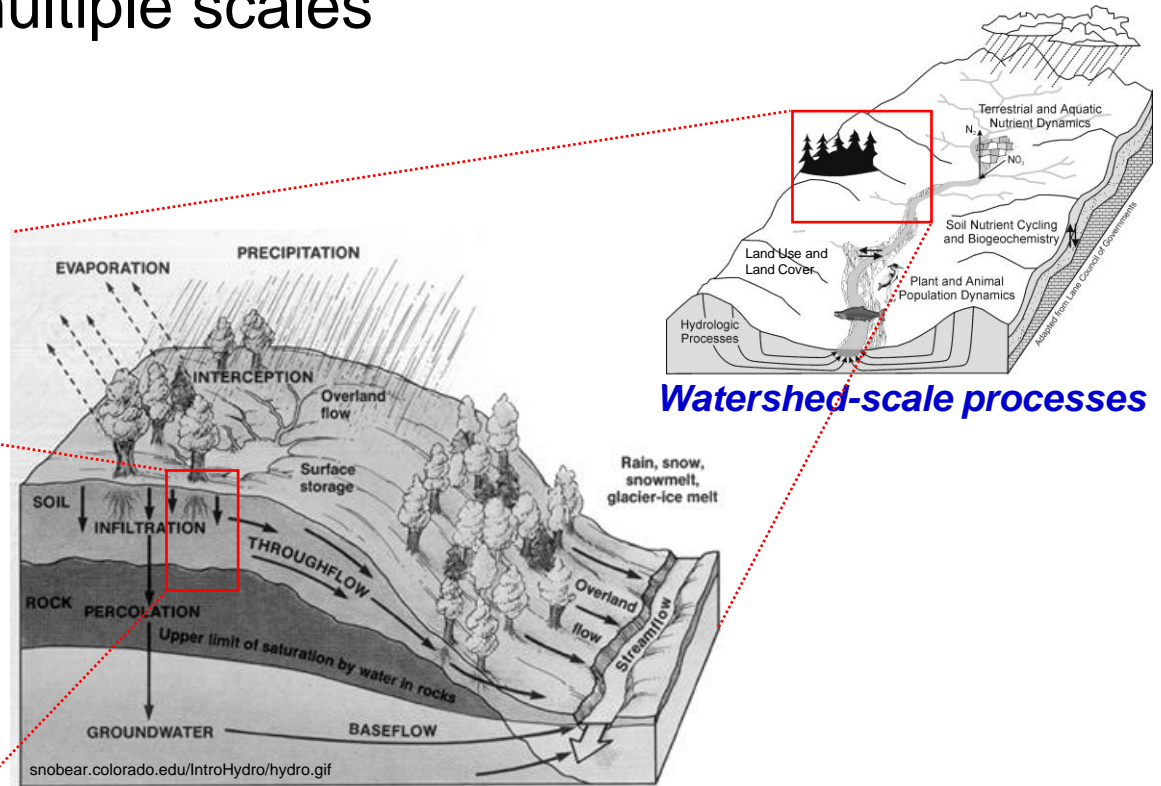 multiple scales
Terrestrial and Aquatic
Nutrient Dynamics
N₂
NO₃
Soil Nutrient Cycling
and Biogeochemistry
Land Use and
Land Cover
Plant and Animal
Population Dynamics
Hydrologic
Processes
Adapted from Lane Council of Governments
Watershed-scale processes
PRECIPITATION
EVAPORATION
INTERCEPTION
Overland
flow
Surface
storage
Rain, snow,
snowmelt,
glacier-ice melt
SOIL
INFILTRATION
THROUGHFLOW
Overland
flow
Streamflow
ROCK
PERCOLATION
Upper limit of saturation by water in rocks
GROUNDWATER
BASEFLOW
snobear.colorado.edu/IntroHydro/hydro.gif